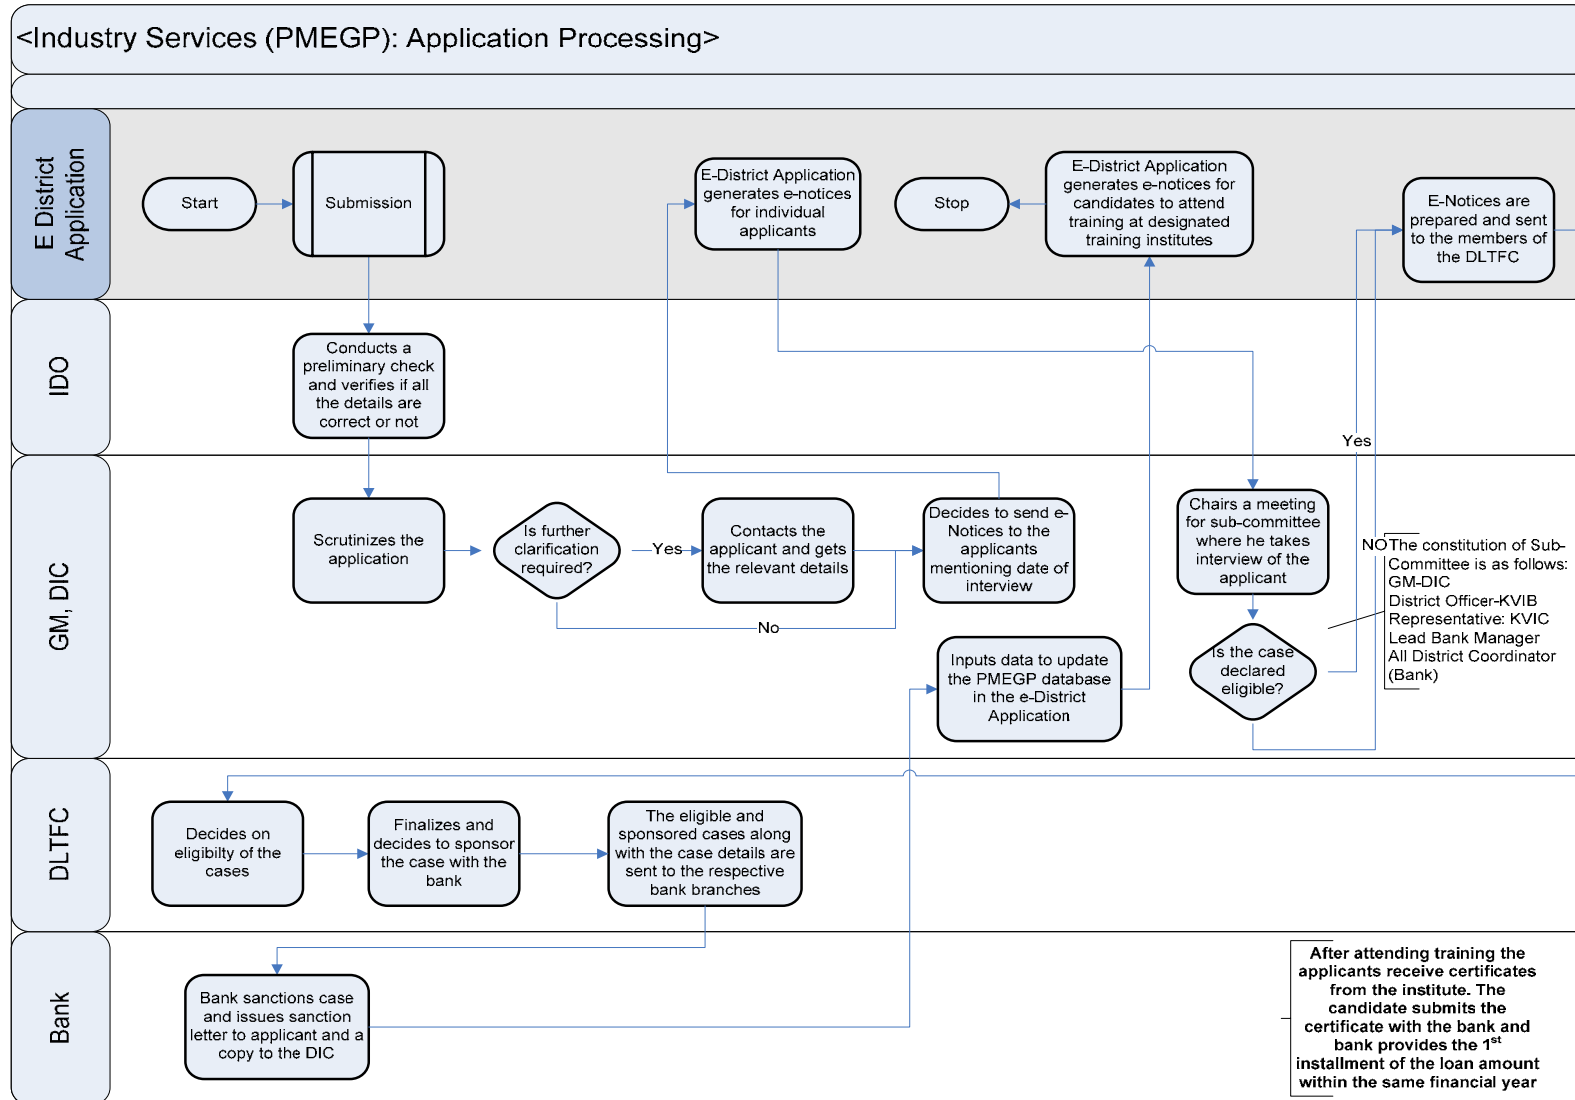 <Industry Services (PMEGP): Application Processing>
E District
Application
Start
Submission
E-District Application
generates e-notices
for individual
applicants
Stop
E-District Application
generates e-notices for
candidates to attend
training at designated
training institutes
E-Notices are
prepared and sent
to the members of
the DLTFC
IDO
Conducts a
preliminary check
and verifies if all
the details are
correct or not
Yes
GM, DIC
Scrutinizes the
application
Is further
clarification
required?
Yes
Contacts the
applicant and gets
the relevant details
Decides to send e-
Notices to the
applicants
mentioning date of
interview
No
Chairs a meeting
for sub-committee
where he takes
interview of the
applicant
NO
The constitution of Sub-
Committee is as follows:
GM-DIC
District Officer-KVIB
Representative: KVIC
Lead Bank Manager
All District Coordinator
(Bank)
Inputs data to update
the PMEGP database
in the e-District
Application
Is the case
declared
eligible?
DLTFC
Decides on
eligibilty of the
cases
Finalizes and
decides to sponsor
the case with the
bank
The eligible and
sponsored cases along
with the case details are
sent to the respective
bank branches
Bank
Bank sanctions case
and issues sanction
letter to applicant and a
copy to the DIC
After attending training the
applicants receive certificates
from the institute. The
candidate submits the
certificate with the bank and
bank provides the 1st
installment of the loan amount
within the same financial year